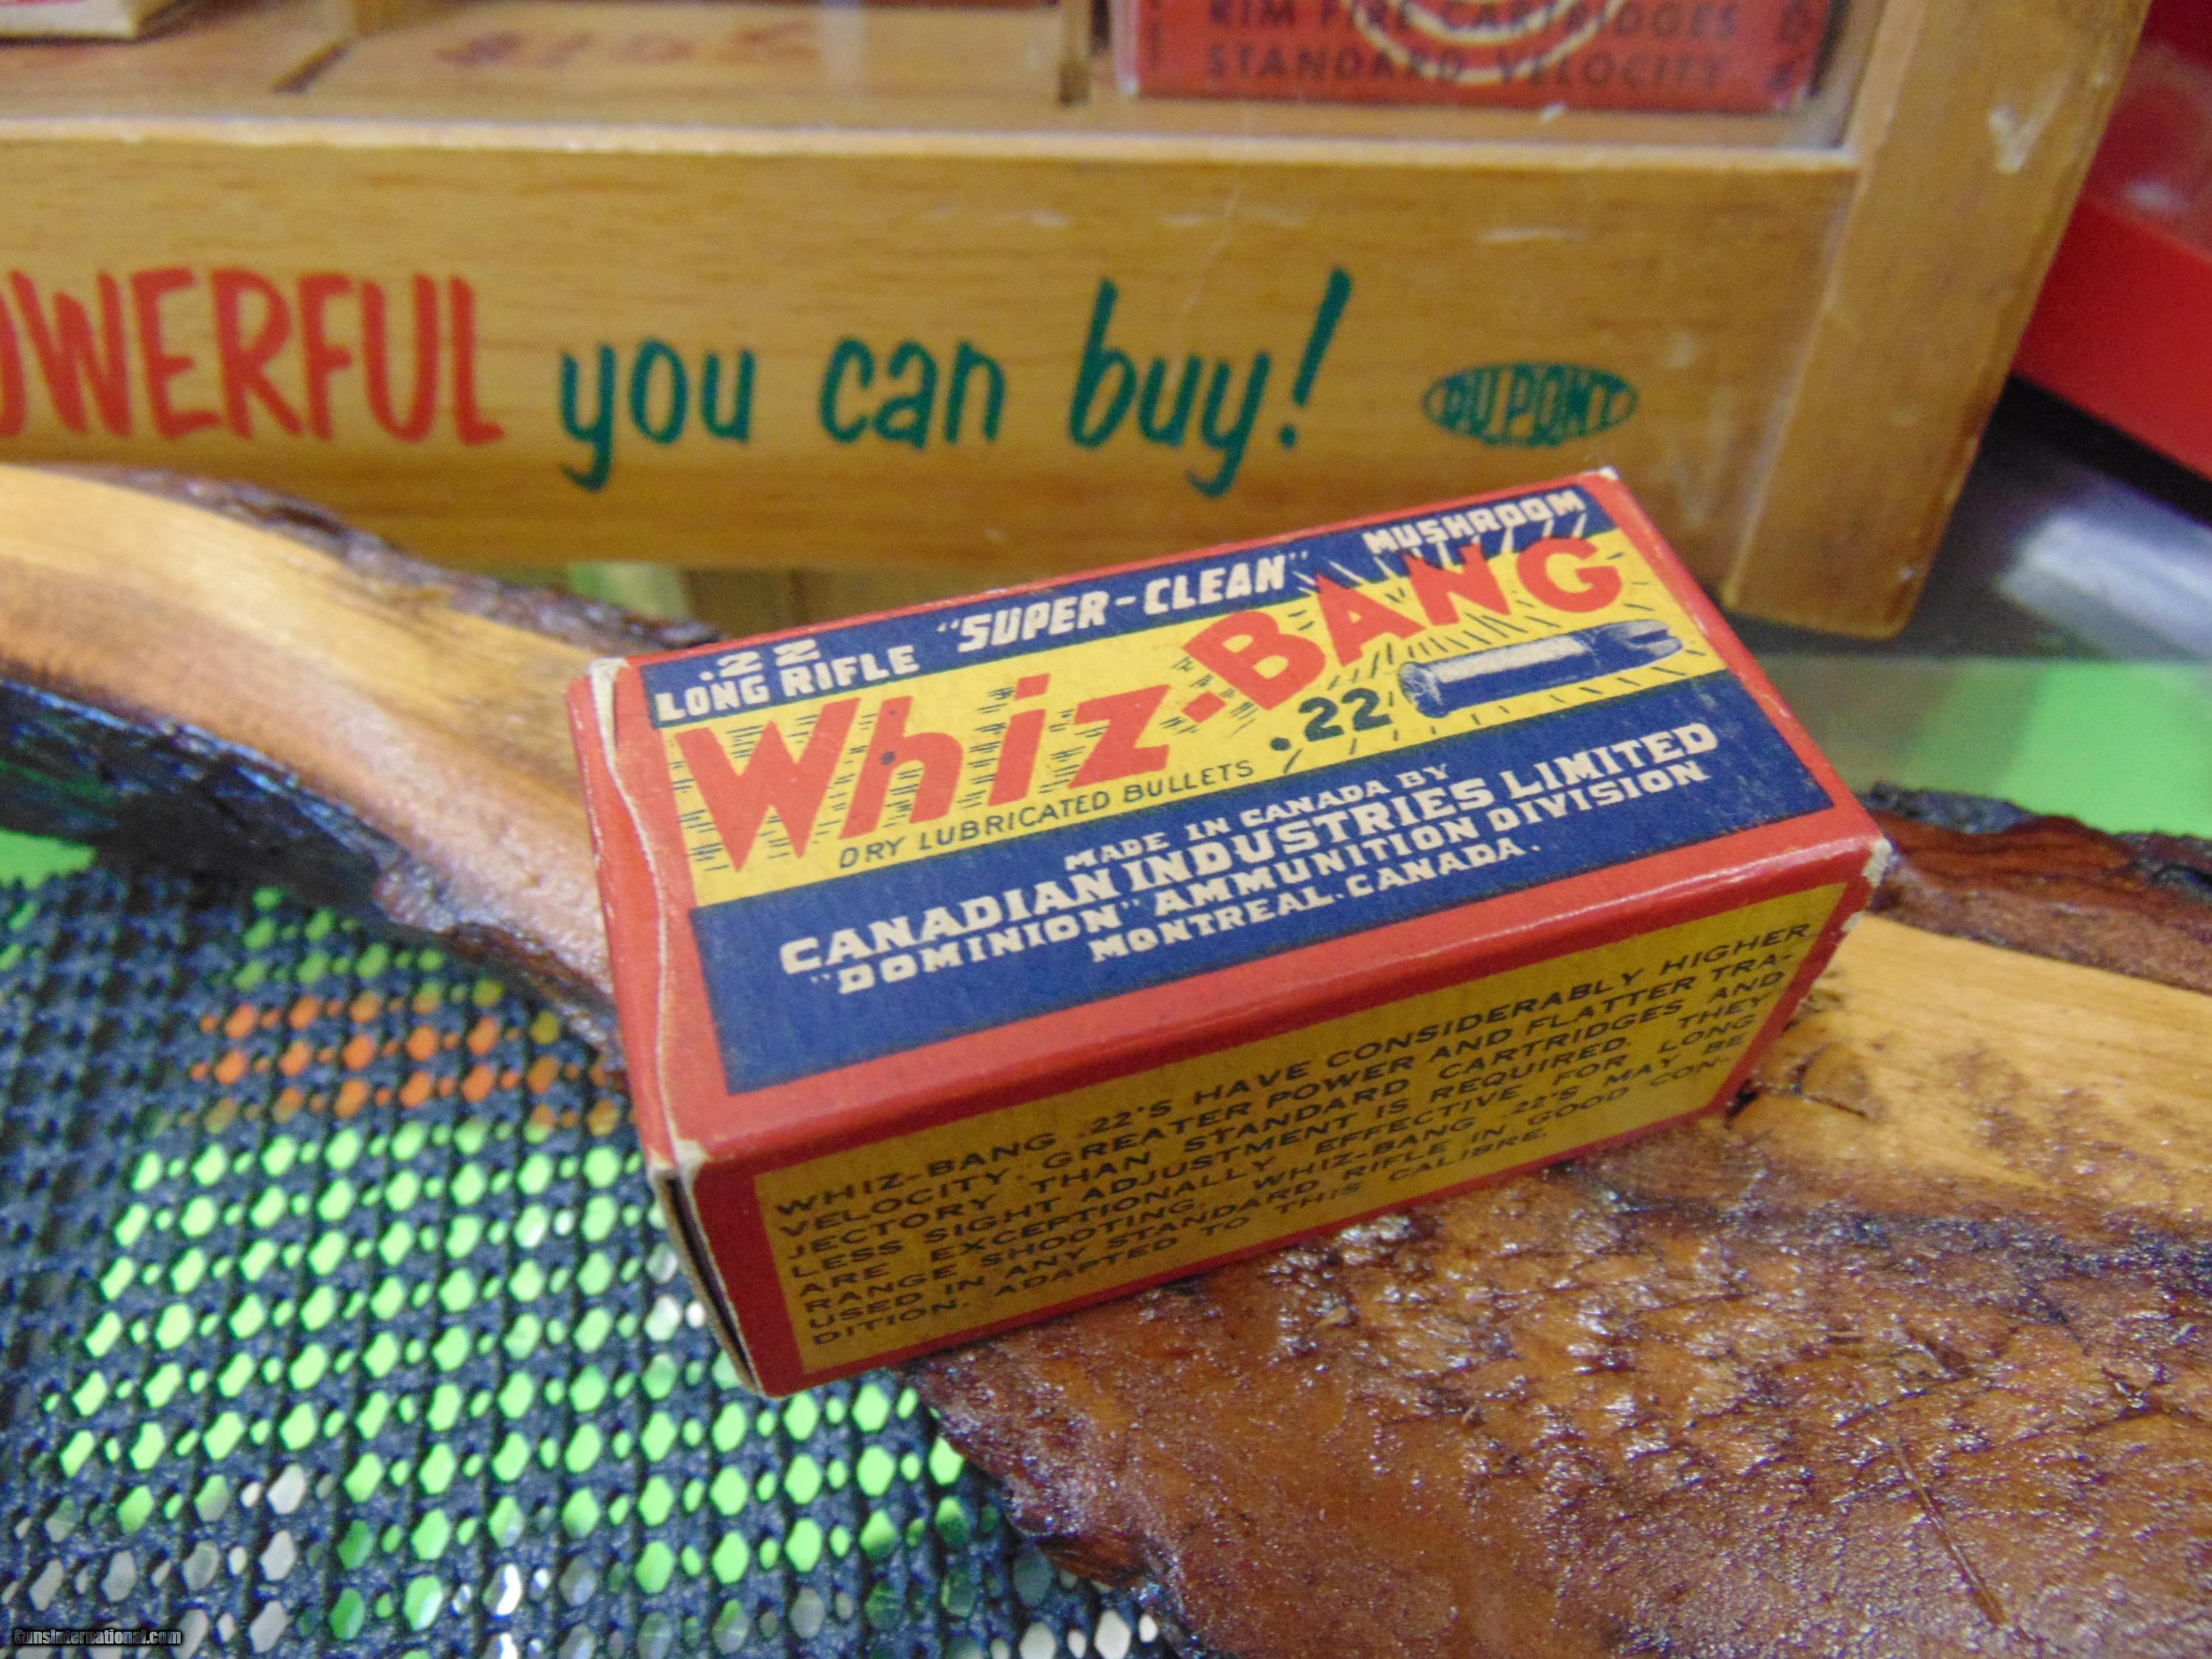 RIM FIRE CARTRIDGES
STANDARD VELOCITY
POWERFUL you can buy!
DU PONT
.22
LONG RIFLE "SUPER-CLEAN" MUSHROOM
Whiz-BANG
.22
DRY LUBRICATED BULLETS
MADE IN CANADA BY
CANADIAN INDUSTRIES LIMITED
"DOMINION" AMMUNITION DIVISION
MONTREAL.CANADA.
WHIZ-BANG .22'S HAVE CONSIDERABLY HIGHER
VELOCITY. GREATER POWER AND FLATTER TRA-
JECTORY THAN STANDARD CARTRIDGES AND
LESS SIGHT ADJUSTMENT IS REQUIRED. THEY
ARE EXCEPTIONALLY EFFECTIVE FOR LONG
RANGE SHOOTING. WHIZ-BANG .22'S MAY BE
USED IN ANY STANDARD RIFLE IN GOOD CON-
DITION. ADAPTED TO THIS CALIBRE.
GunsInternational.com